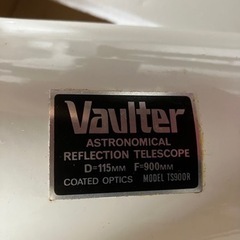 Vaulter
ASTRONOMICAL
REFLECTION TELESCOPE
D=115MM F=900MM
COATED OPTICS MODEL TS900R